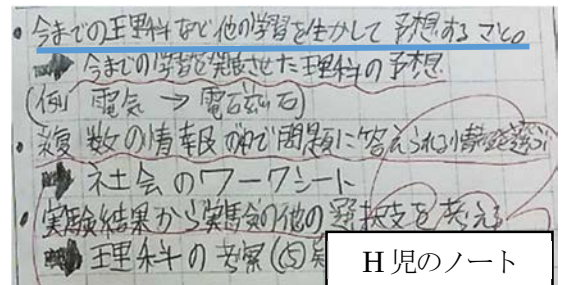 • 今までの理科など他の学習を生かして予想すること。
➡ 今までの学習を発展させた理科の予想
(例 電気 → 電磁石)
• 複数の情報の中で問題に答えられる情報を選ぶ
➡ 社会のワークシート
• 実験結果から実験の他の選択支を考える
➡ 理科の考察(⑤
H児のノート